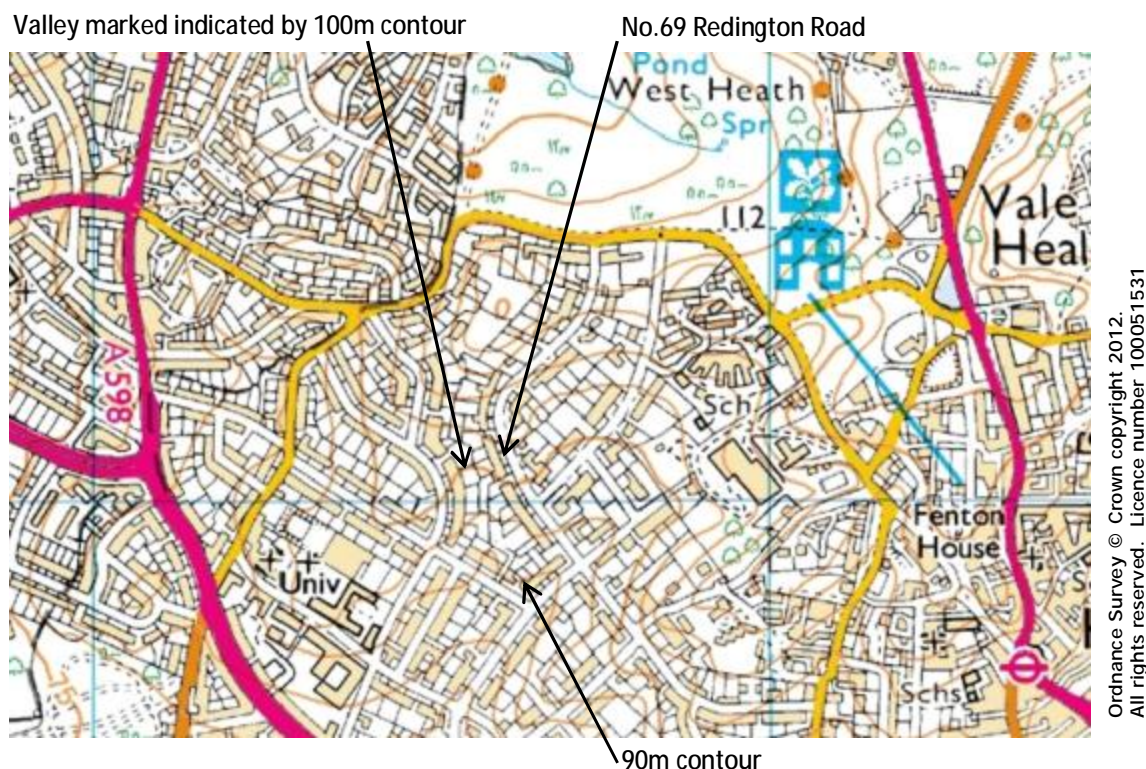 Valley marked indicated by 100m contour
No.69 Redington Road
Pond
West Heath
Spr
112
Vale
Heal
A 598
Sch
Fenton
House
Univ
Schs
75
90m contour
Ordnance Survey © Crown copyright 2012.
All rights reserved. Licence number 100051531